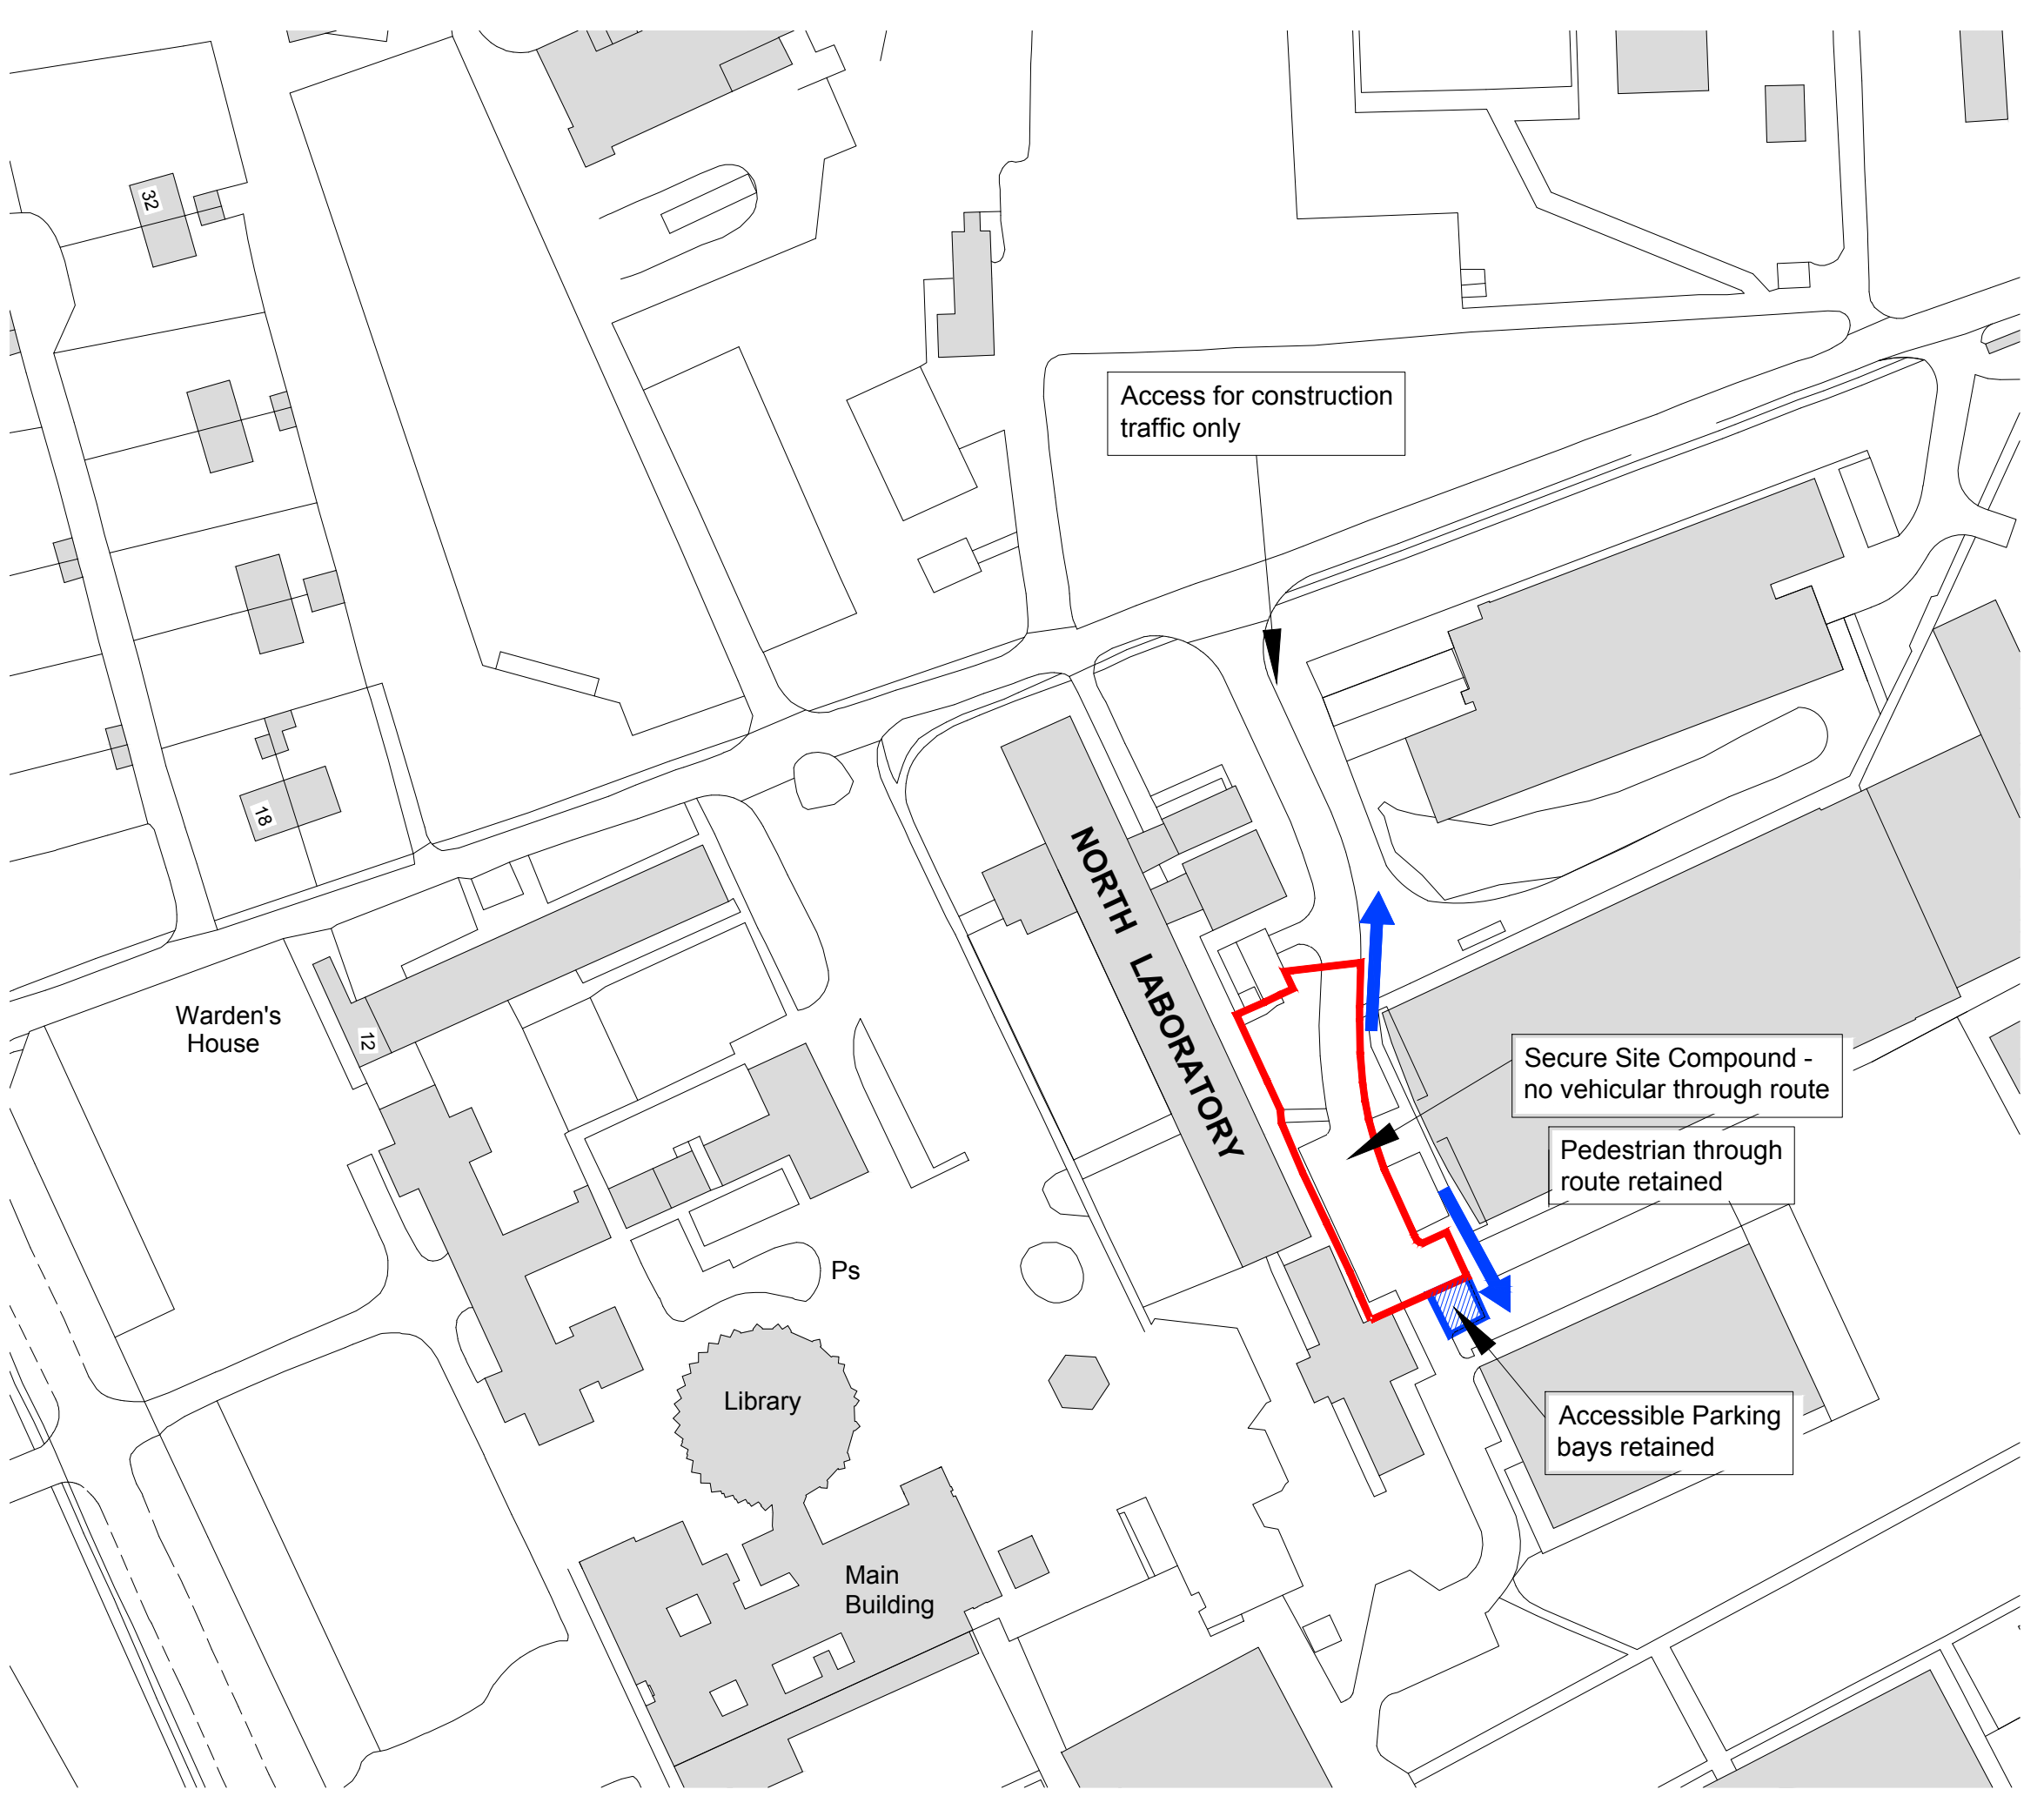 32
Access for construction
traffic only
18
NORTH LABORATORY
Warden's
House
12
Secure Site Compound -
no vehicular through route
Pedestrian through
route retained
Ps
Library
Accessible Parking
bays retained
Main
Building